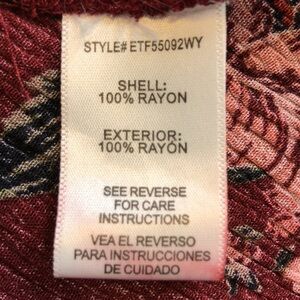 STYLE# ETF55092WY
SHELL:
100% RAYON
EXTERIOR:
100% RAYON
SEE REVERSE
FOR CARE
INSTRUCTIONS
VEA EL REVERSO
PARA INSTRUCCIONES
DE CUIDADO